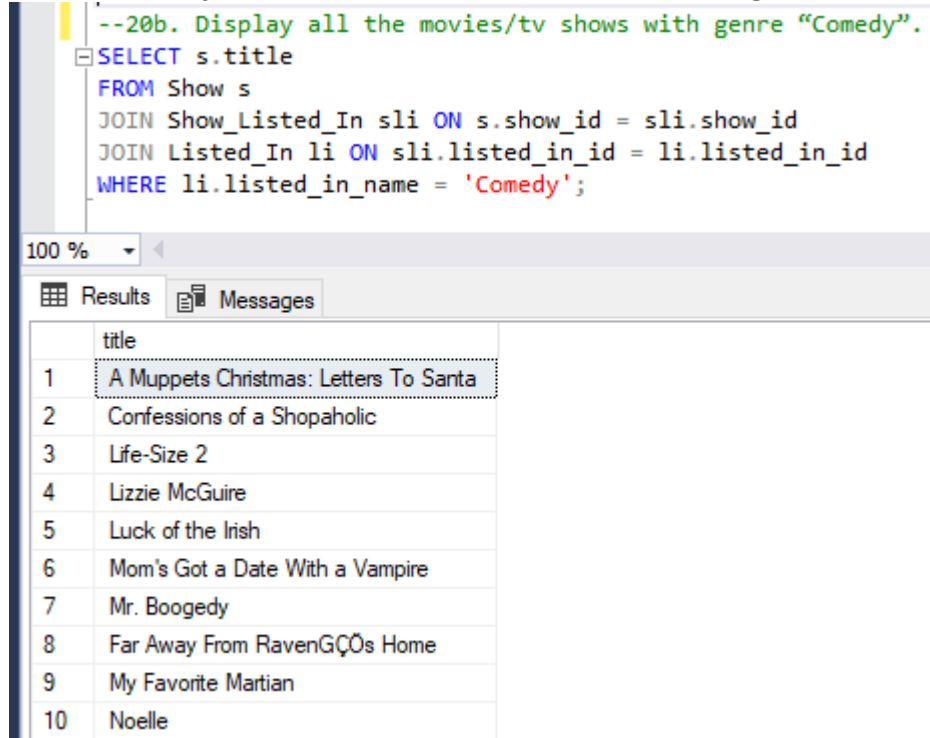 --20b. Display all the movies/tv shows with genre “Comedy”.
SELECT s.title
FROM Show s
JOIN Show_Listed_In sli ON s.show_id = sli.show_id
JOIN Listed_In li ON sli.listed_in_id = li.listed_in_id
WHERE li.listed_in_name = 'Comedy';
100 %
Results Messages
title
1 A Muppets Christmas: Letters To Santa
2 Confessions of a Shopaholic
3 Life-Size 2
4 Lizzie McGuire
5 Luck of the Irish
6 Mom's Got a Date With a Vampire
7 Mr. Boogedy
8 Far Away From RavenGÇÖs Home
9 My Favorite Martian
10 Noelle